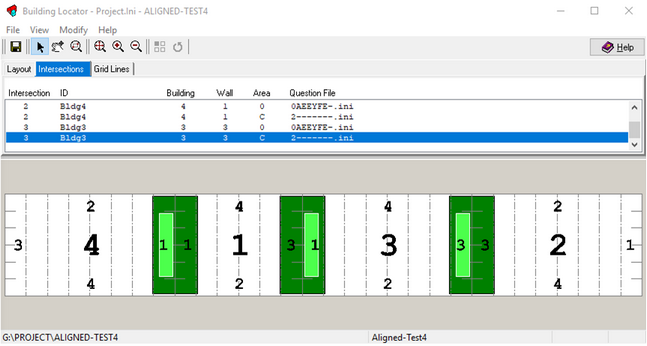 Building Locator - Project.Ini - ALIGNED-TEST4
File View Modify Help
Help
Layout Intersections Grid Lines
Intersection ID Building Wall Area Question File
2 Bldg4 4 1 0 0AEEYFE-.ini
2 Bldg4 4 1 C 2-------.ini
3 Bldg3 3 3 0 0AEEYFE-.ini
3 Bldg3 3 3 C 2-------.ini
2 4 4 2
3 4 1 1 1 3 1 3 3 3 2 1
4 2 2 4
G:\PROJECT\ALIGNED-TEST4 Aligned-Test4